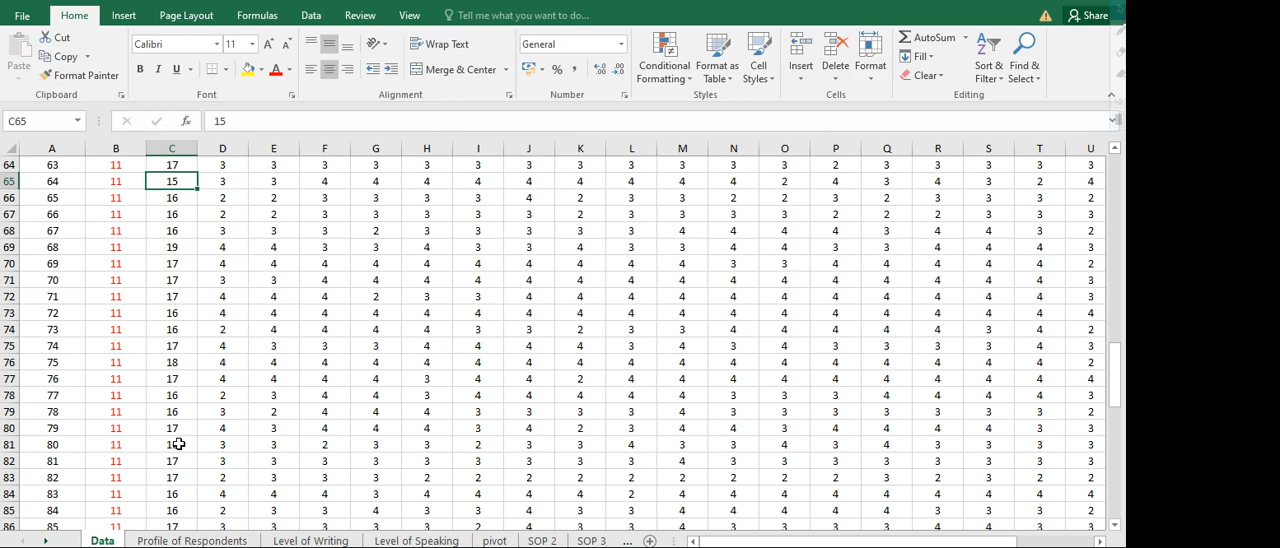 File Home Insert Page Layout Formulas Data Review View Tell me what you want to do... Share
Paste Cut Copy Format Painter Clipboard
Calibri 11 A A B I U A Font
Wrap Text Merge & Center Alignment
General % , Number
Conditional Formatting Format as Table Cell Styles Styles
Insert Delete Format Cells
AutoSum Fill Clear Sort & Filter Find & Select Editing
C65 fx 15
A B C D E F G H I J K L M N O P Q R S T U
64 63 11 17 3 3 3 3 3 3 3 3 3 3 3 3 2 3 3 3 3 3
65 64 11 15 3 3 4 4 4 4 4 4 4 4 4 2 4 3 4 3 2 4
66 65 11 16 2 2 3 3 3 3 4 2 3 3 2 2 3 2 3 3 3 2
67 66 11 16 2 2 3 3 3 3 3 2 3 3 3 3 2 2 2 3 3 3
68 67 11 16 3 3 3 2 3 3 3 3 3 4 4 4 4 3 4 4 3 2
69 68 11 19 4 4 3 3 4 3 3 4 3 3 4 4 3 3 4 4 4 3
70 69 11 17 4 4 4 4 4 4 4 4 4 4 3 3 4 4 4 4 4 2
71 70 11 17 3 3 4 4 4 4 4 4 4 4 4 4 4 4 4 4 4 3
72 71 11 17 4 4 4 2 3 3 4 4 4 4 4 4 4 4 4 4 4 3
73 72 11 16 4 4 4 4 4 4 4 4 4 4 4 4 4 4 4 4 4 4
74 73 11 16 2 4 4 4 4 3 3 2 3 3 4 4 4 4 4 3 4 2
75 74 11 17 4 3 3 3 4 4 4 4 3 4 3 4 3 4 4 4 4 3
76 75 11 18 4 4 4 4 4 4 4 4 4 4 4 4 4 4 4 4 4 2
77 76 11 17 4 4 4 4 3 4 4 2 4 4 4 4 4 4 4 4 4 4
78 77 11 16 2 3 4 4 3 4 4 4 4 4 3 3 3 4 4 4 4 3
79 78 11 16 3 2 4 4 4 3 3 3 3 4 3 3 3 3 3 3 3 2
80 79 11 17 4 3 4 4 4 3 4 2 3 4 4 3 4 4 4 4 3 3
81 80 11 3 3 2 3 3 2 3 3 4 3 3 4 3 4 3 3 3 3
82 81 11 17 3 3 3 3 3 3 3 3 3 4 3 3 3 3 3 3 3 3
83 82 11 17 2 3 3 3 2 2 2 2 2 2 2 2 2 3 2 3 2 2
84 83 11 16 4 4 4 3 4 4 4 4 2 4 4 4 4 4 4 4 4 4
85 84 11 16 2 3 3 4 3 3 4 3 4 4 4 4 4 4 3 3 3 2
86 85 11 17 3 3 3 3 3 2 4 3 4 4 3 3 3 3 4 3 3 3
Data Profile of Respondents Level of Writing Level of Speaking pivot SOP 2 SOP 3 ...